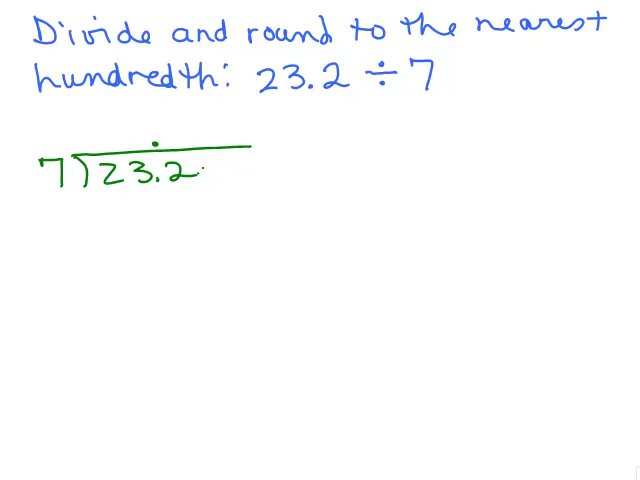 Divide and round to the nearest
hundredth: 23.2 ÷ 7
.
7)23.2